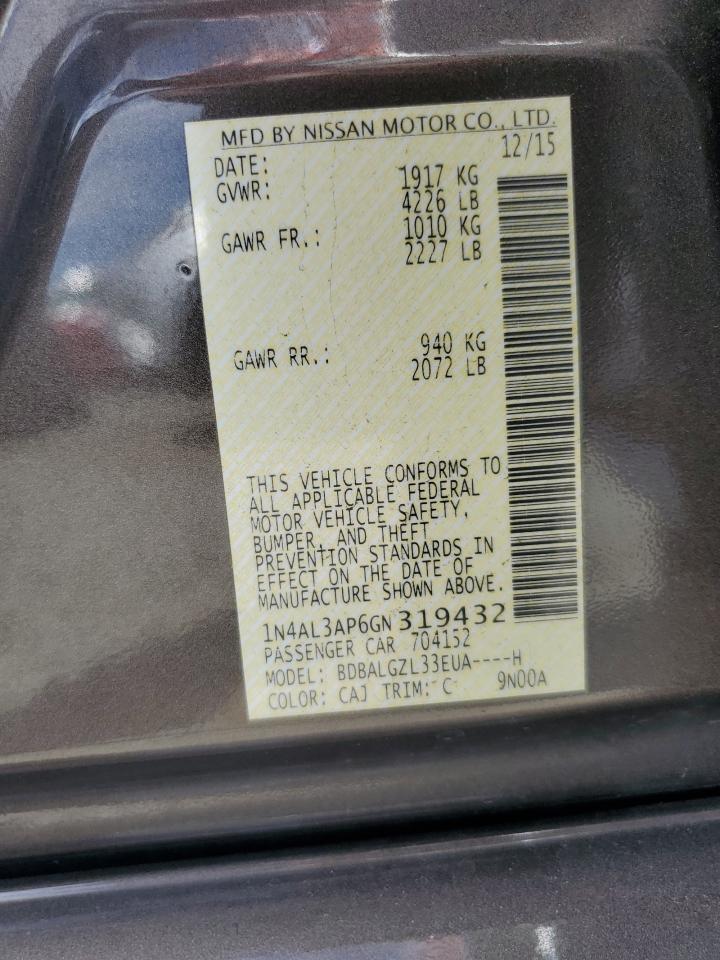 MFD BY NISSAN MOTOR CO., LTD.
DATE: 12/15
GVWR: 1917 KG
4226 LB
GAWR FR.: 1010 KG
2227 LB
GAWR RR.: 940 KG
2072 LB
THIS VEHICLE CONFORMS TO
ALL APPLICABLE FEDERAL
MOTOR VEHICLE SAFETY,
BUMPER, AND THEFT
PREVENTION STANDARDS IN
EFFECT ON THE DATE OF
MANUFACTURE SHOWN ABOVE.
1N4AL3AP6GN319432
PASSENGER CAR 704152
MODEL: BDBALGZL33EUA----H
COLOR: CAJ TRIM: C 9N00A